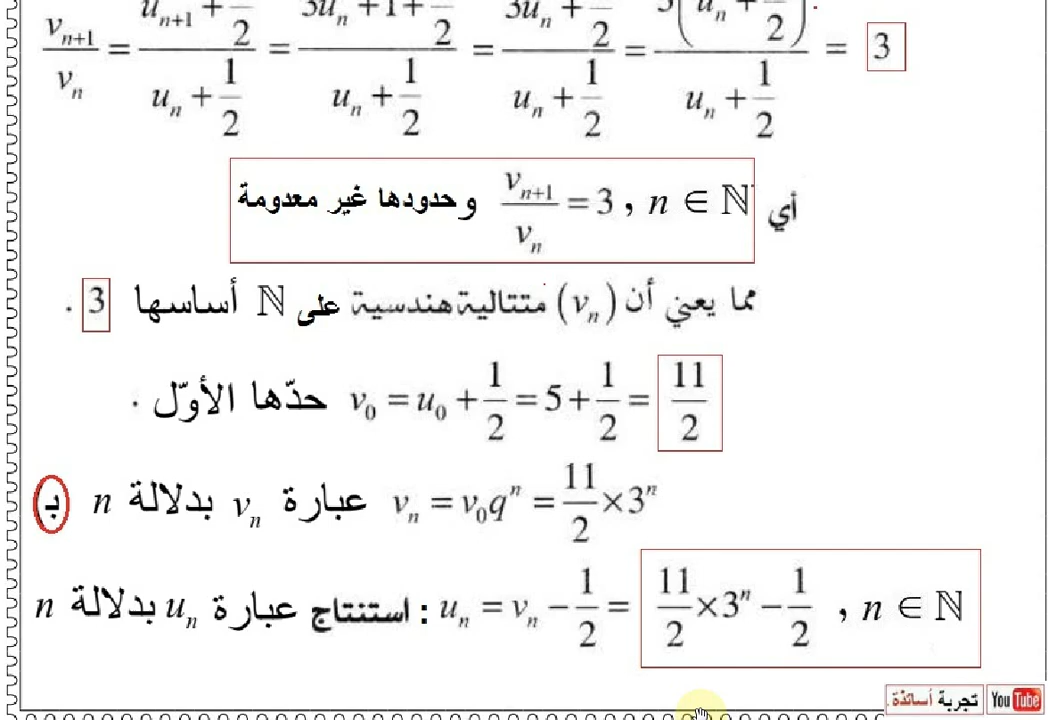 v_{n+1}/v_n = (u_{n+1} + 1/2)/(u_n + 1/2) = (3u_n + 1 + 1/2)/(u_n + 1/2) = (3u_n + 3/2)/(u_n + 1/2) = 3(u_n + 1/2)/(u_n + 1/2) = 3
أي v_{n+1}/v_n = 3 , n ∈ ℕ وحدودها غير معدومة
مما يعني أن (v_n) متتالية هندسية على ℕ أساسها 3 .
v_0 = u_0 + 1/2 = 5 + 1/2 = 11/2 حدّها الأوّل .
ب) عبارة v_n بدلالة n v_n = v_0 q^n = 11/2 × 3^n
استنتاج عبارة u_n بدلالة n : u_n = v_n − 1/2 = 11/2 × 3^n − 1/2 , n ∈ ℕ
تجربة أساتذة. YouTube